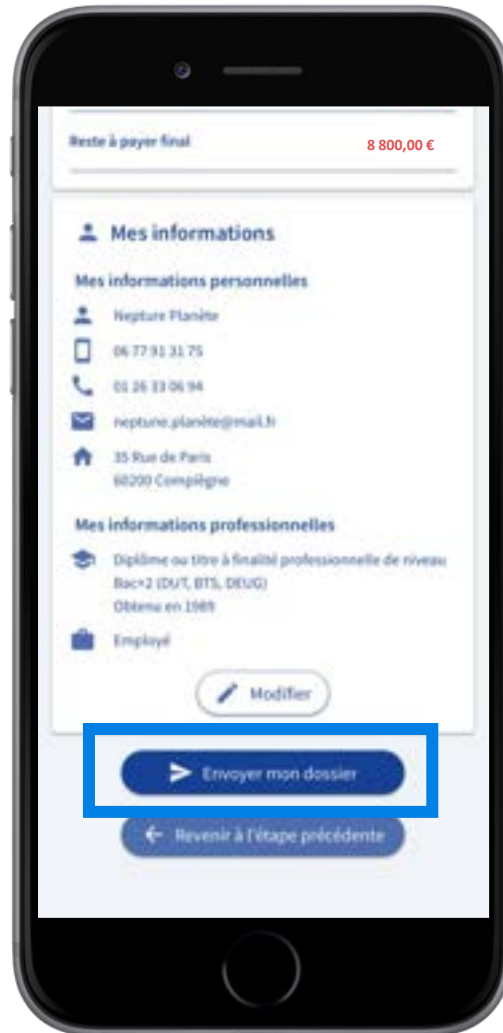 Reste à payer final
8 800,00 €
Mes informations
Mes informations personnelles
Nepture Planète
06 77 91 31 75
01 26 33 06 94
neptune.planète@mail.fr
35 Rue de Paris
60200 Compiègne
Mes informations professionnelles
Diplôme ou titre à finalité professionnelle de niveau
Bac+2 (DUT, BTS, DEUG)
Obtenu en 1989
Employé
Modifier
Envoyer mon dossier
Revenir à l'étape précédente